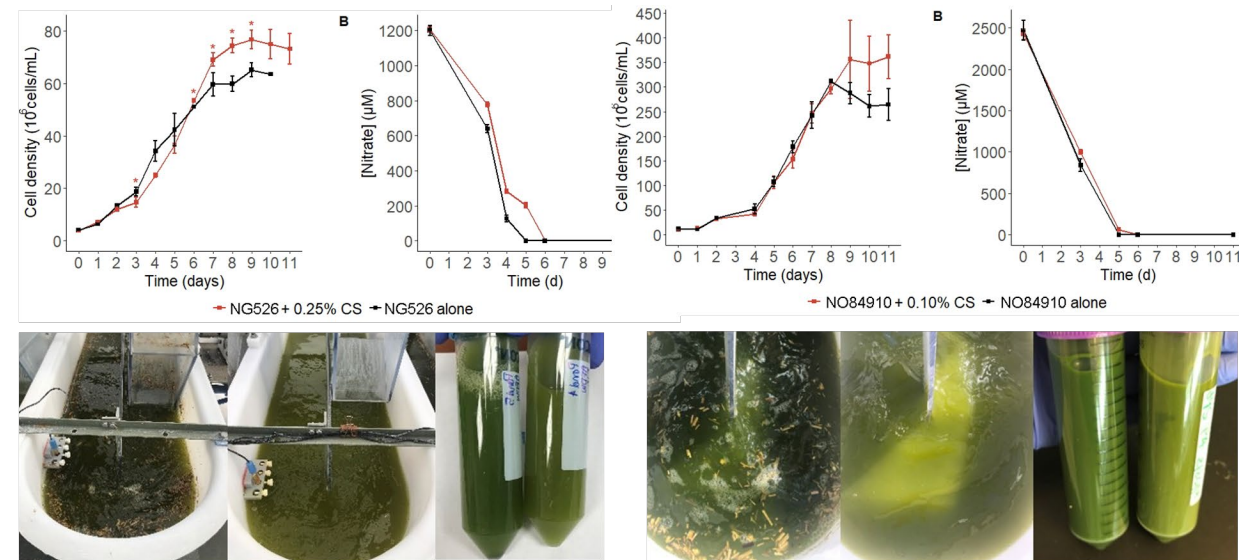 80
60
40
20
0
Cell density (10⁶cells/mL)
0 1 2 3 4 5 6 7 8 9 10 11
Time (days)
* * * * *
B
1200
1000
800
600
400
200
0
[Nitrate] (µM)
0 1 2 3 4 5 6 7 8 9
Time (d)
NG526 + 0.25% CS NG526 alone
450
400
350
300
250
200
150
100
50
0
Cell density (10⁶cells/mL)
0 1 2 3 4 5 6 7 8 9 10 11
Time (days)
B
2500
2000
1500
1000
500
0
[Nitrate] (µM)
0 1 2 3 4 5 6 7 8 9 10 11
Time (d)
NO84910 + 0.10% CS NO84910 alone